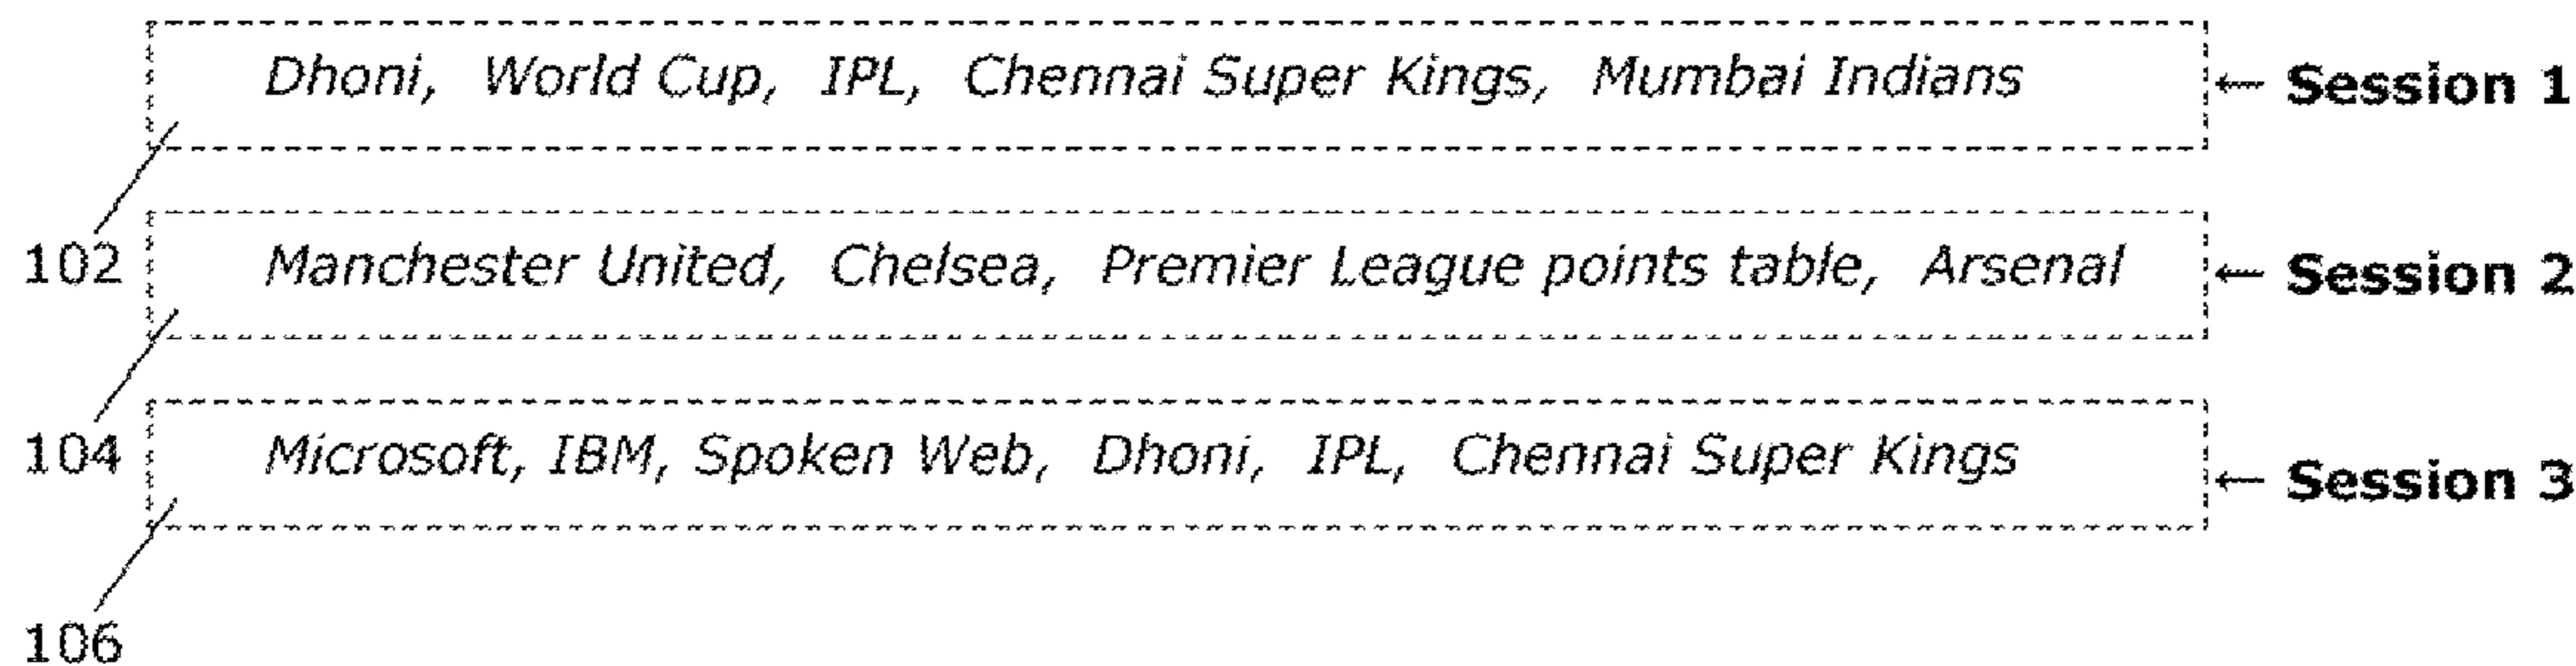 Dhoni, World Cup, IPL, Chennai Super Kings, Mumbai Indians ← Session 1
102
Manchester United, Chelsea, Premier League points table, Arsenal ← Session 2
104
Microsoft, IBM, Spoken Web, Dhoni, IPL, Chennai Super Kings ← Session 3
106